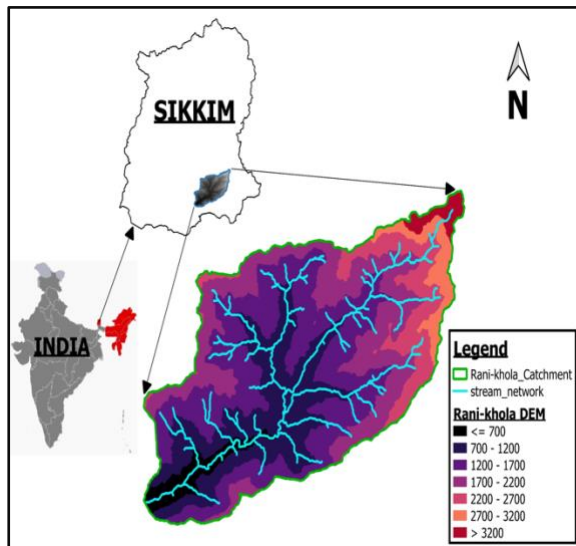 SIKKIM
N
INDIA
Legend
Rani-khola_Catchment
stream_network
Rani-khola DEM
<= 700
700 - 1200
1200 - 1700
1700 - 2200
2200 - 2700
2700 - 3200
> 3200